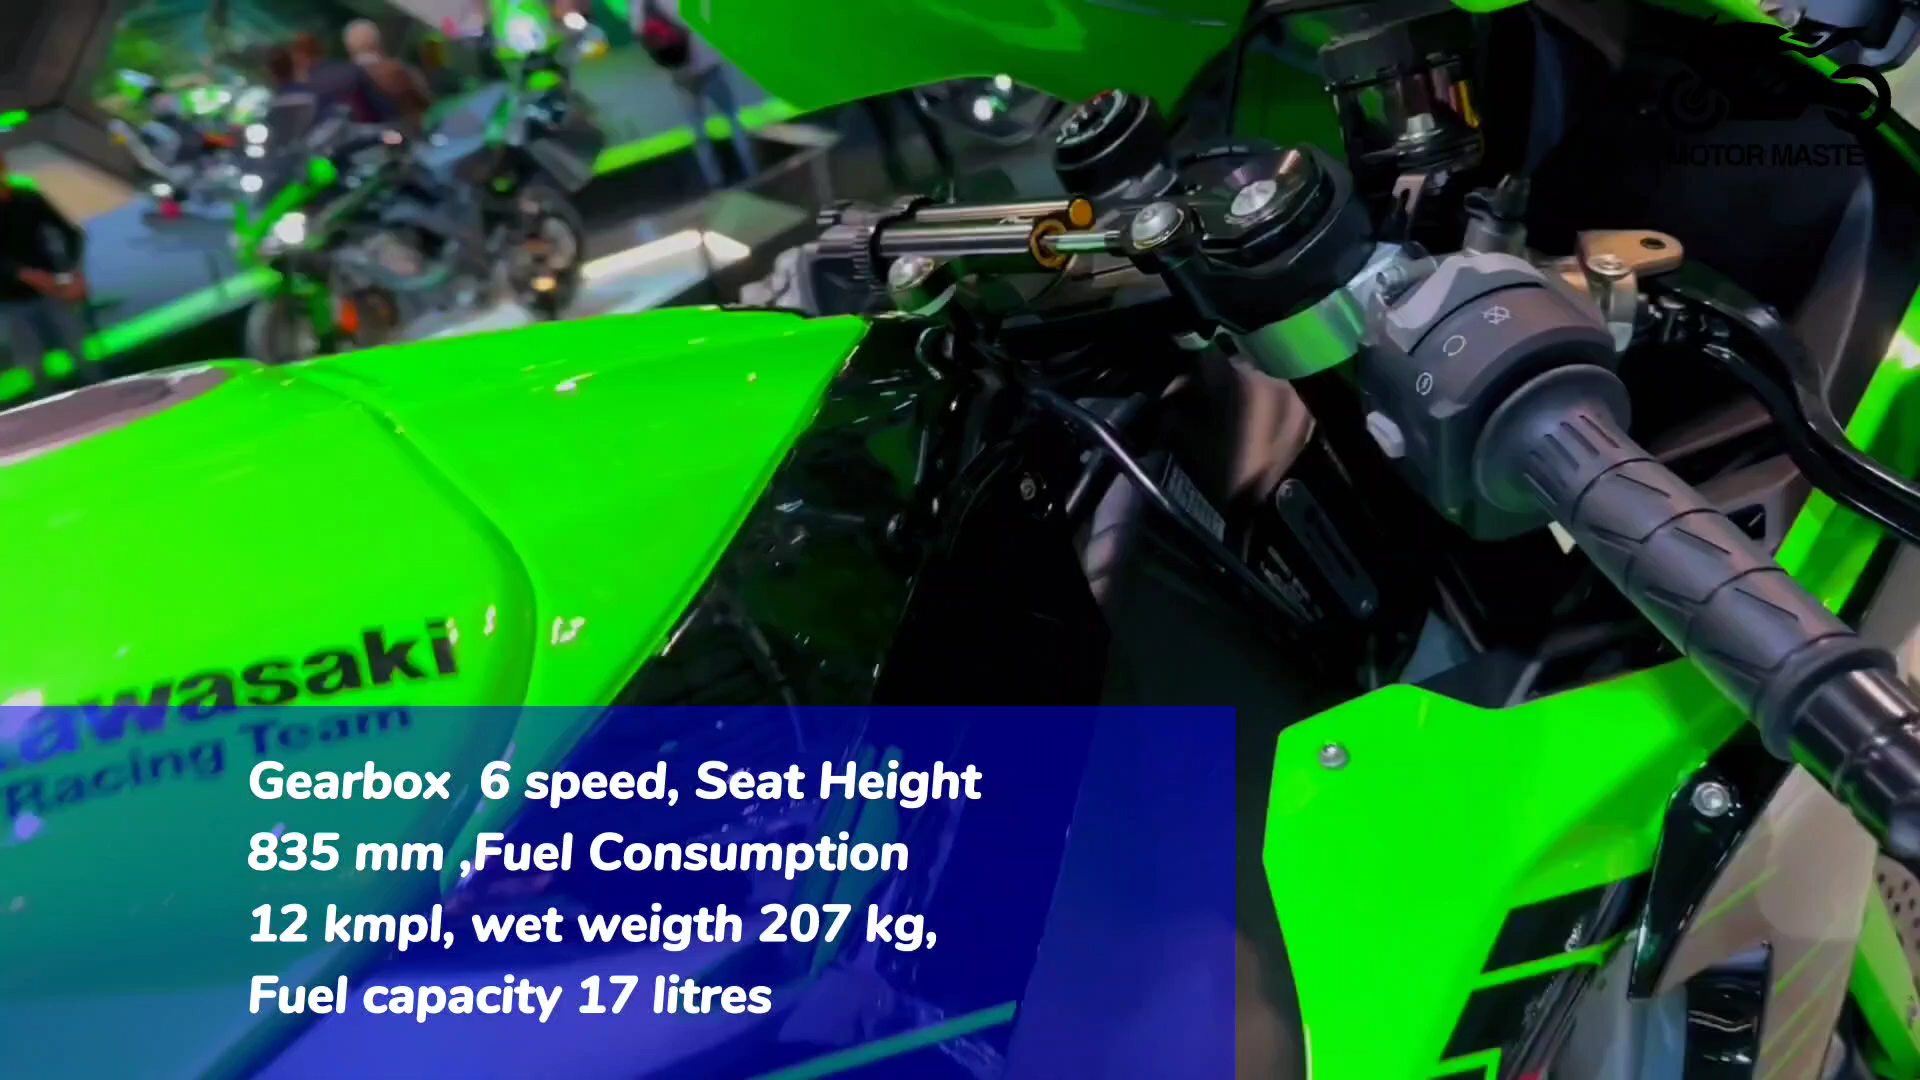 MOTOR MASTE
Kawasaki
Racing Team
Gearbox  6 speed, Seat Height
835 mm ,Fuel Consumption
12 kmpl, wet weigth 207 kg,
Fuel capacity 17 litres